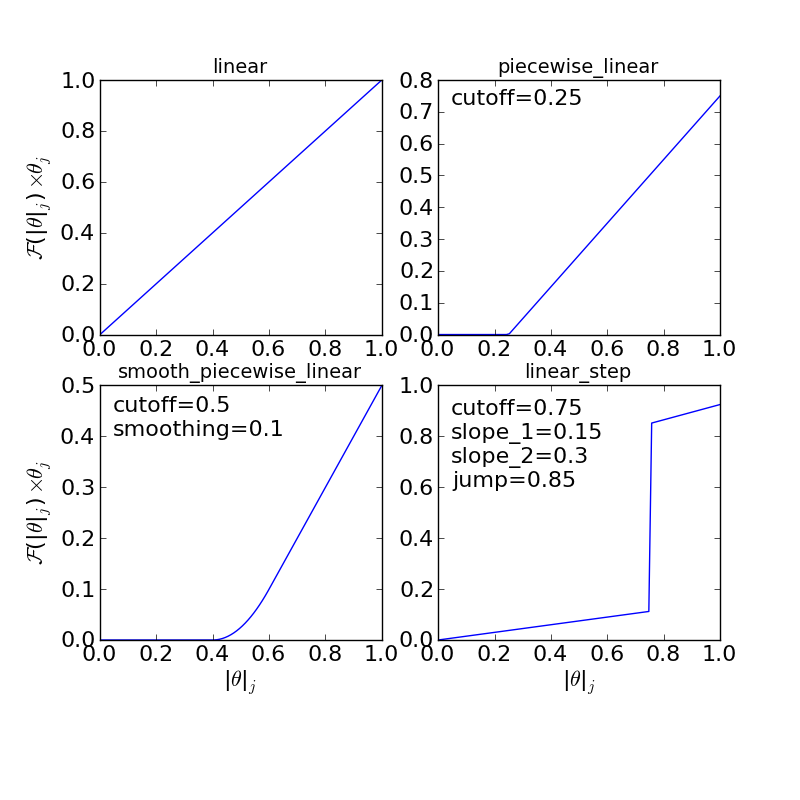 linear
1.0
0.8
0.6
0.4
0.2
0.0
0.0 0.2 0.4 0.6 0.8 1.0
ℱ(|θ|_j) × θ_j
piecewise_linear
cutoff=0.25
0.8
0.7
0.6
0.5
0.4
0.3
0.2
0.1
0.0
0.0 0.2 0.4 0.6 0.8 1.0
smooth_piecewise_linear
cutoff=0.5
smoothing=0.1
0.5
0.4
0.3
0.2
0.1
0.0
0.0 0.2 0.4 0.6 0.8 1.0
ℱ(|θ|_j) × θ_j
|θ|_j
linear_step
cutoff=0.75
slope_1=0.15
slope_2=0.3
jump=0.85
1.0
0.8
0.6
0.4
0.2
0.0
0.0 0.2 0.4 0.6 0.8 1.0
|θ|_j